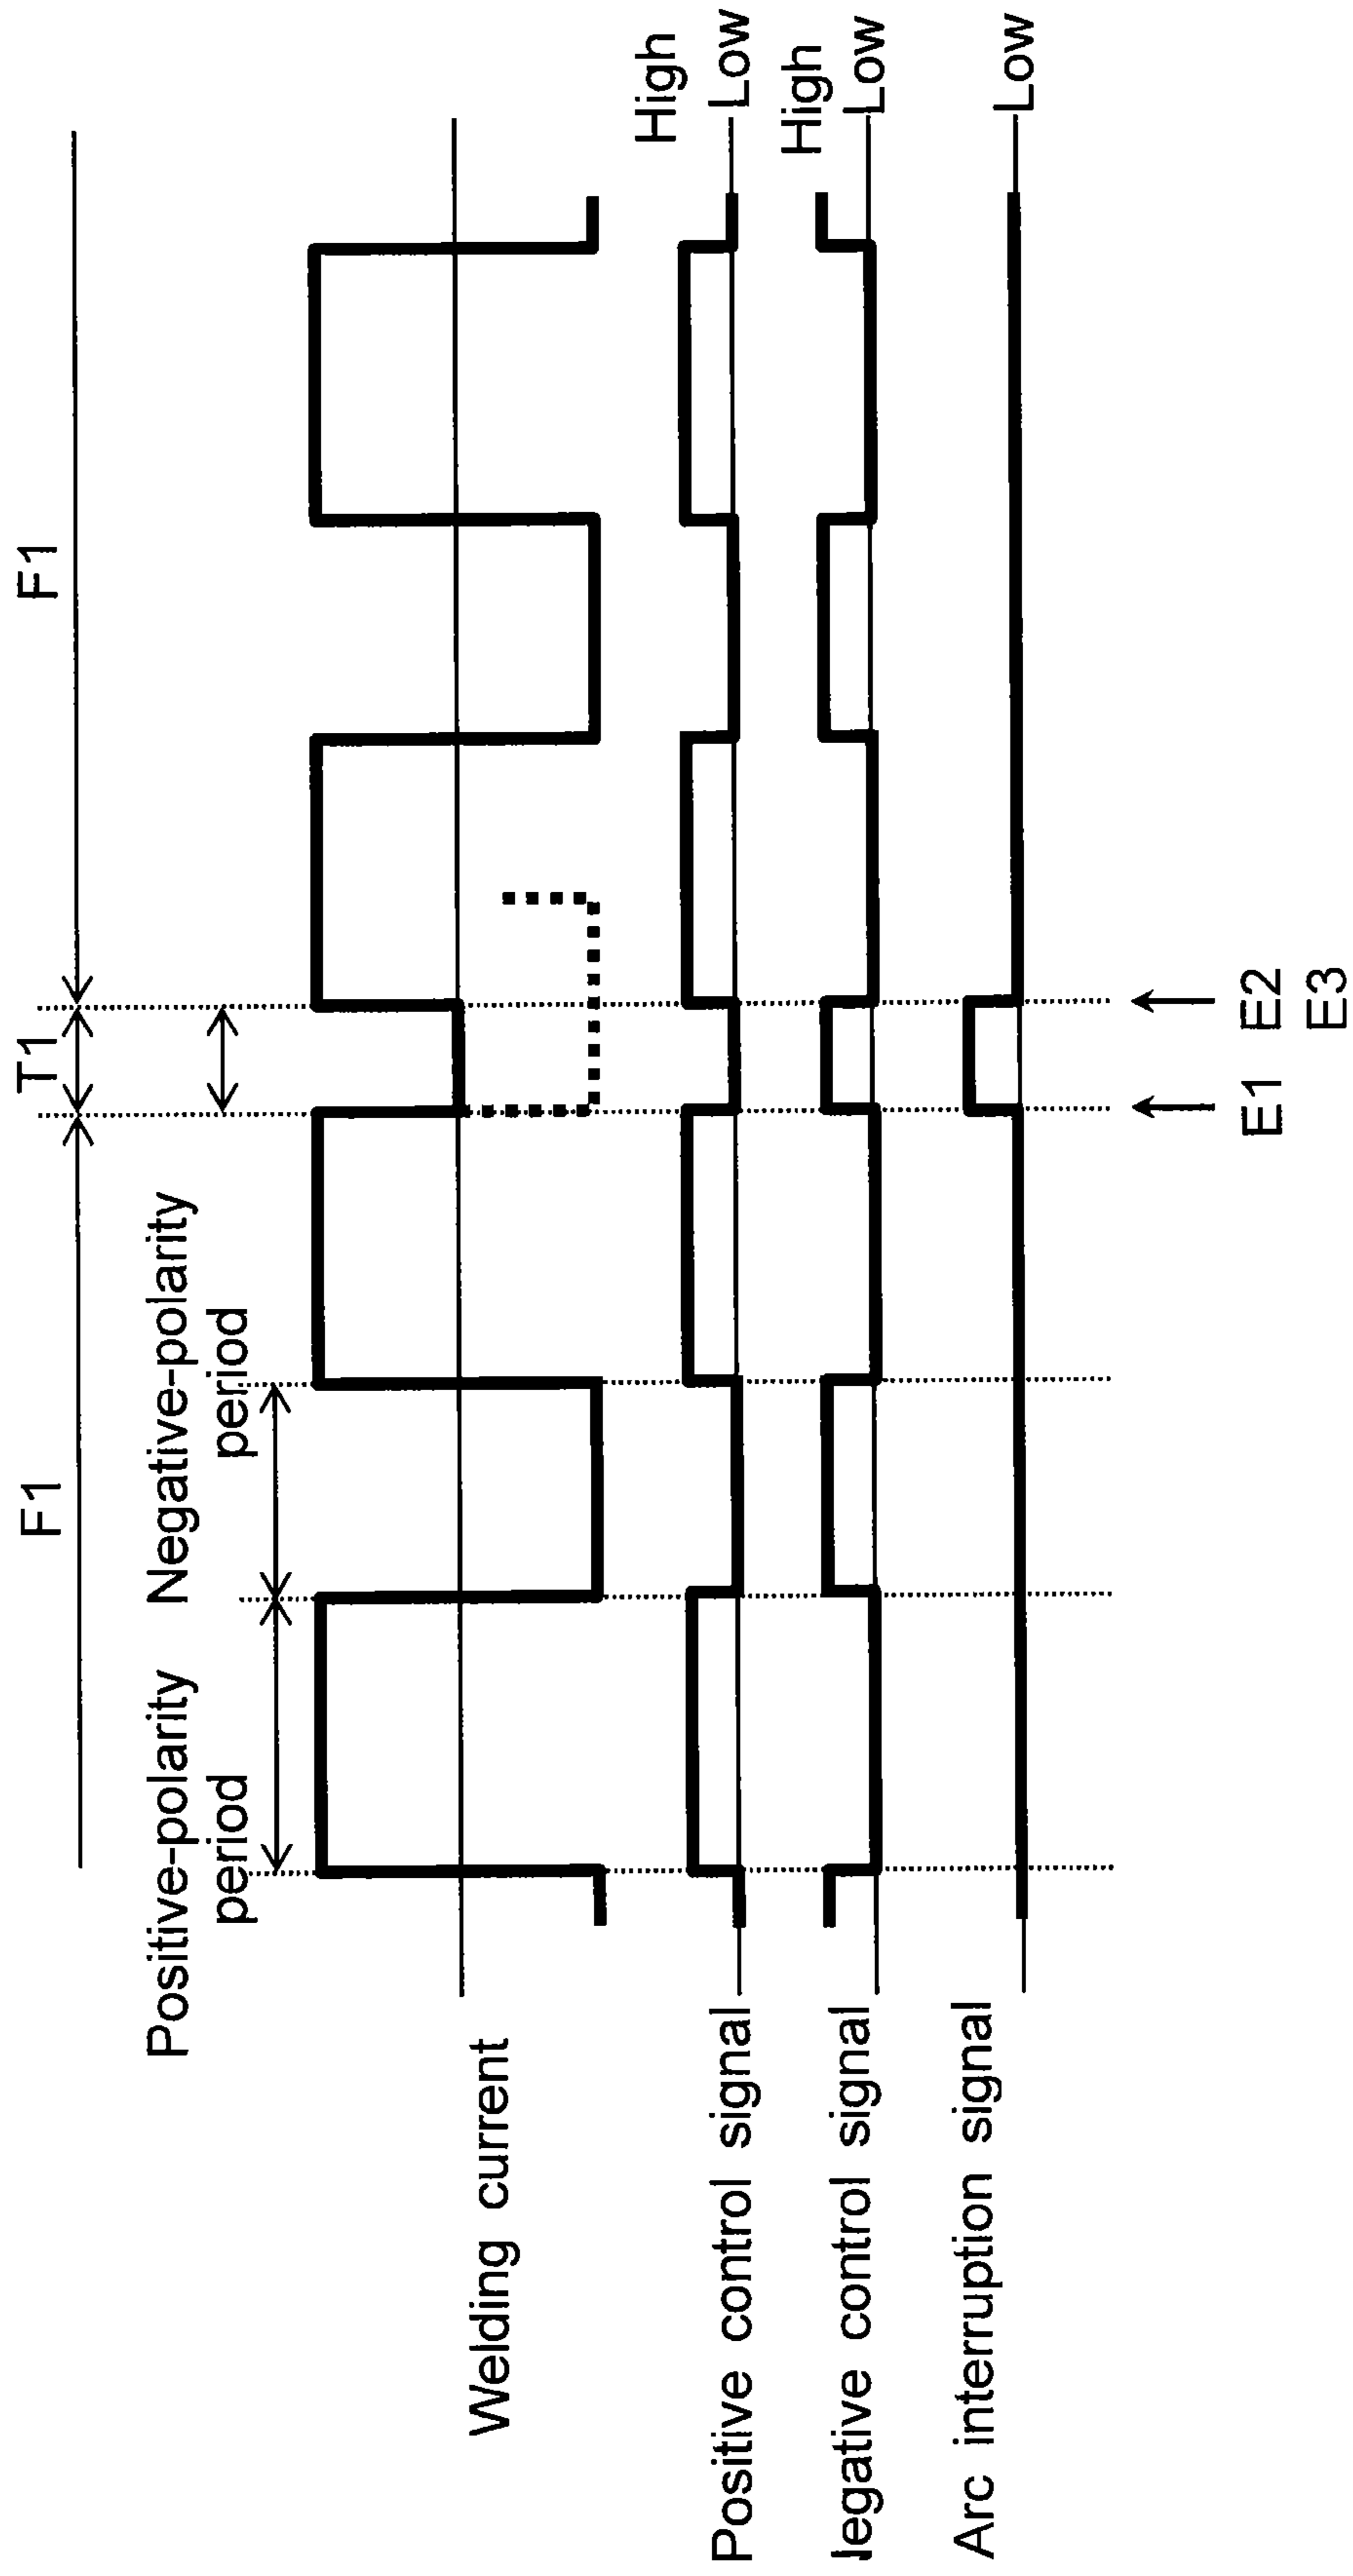 F1 T1 F1
Positive-polarity Negative-polarity
period period
Welding current
High
Positive control signal Low
High
legative control signal Low
Arc interruption signal Low
E1 E2
E3